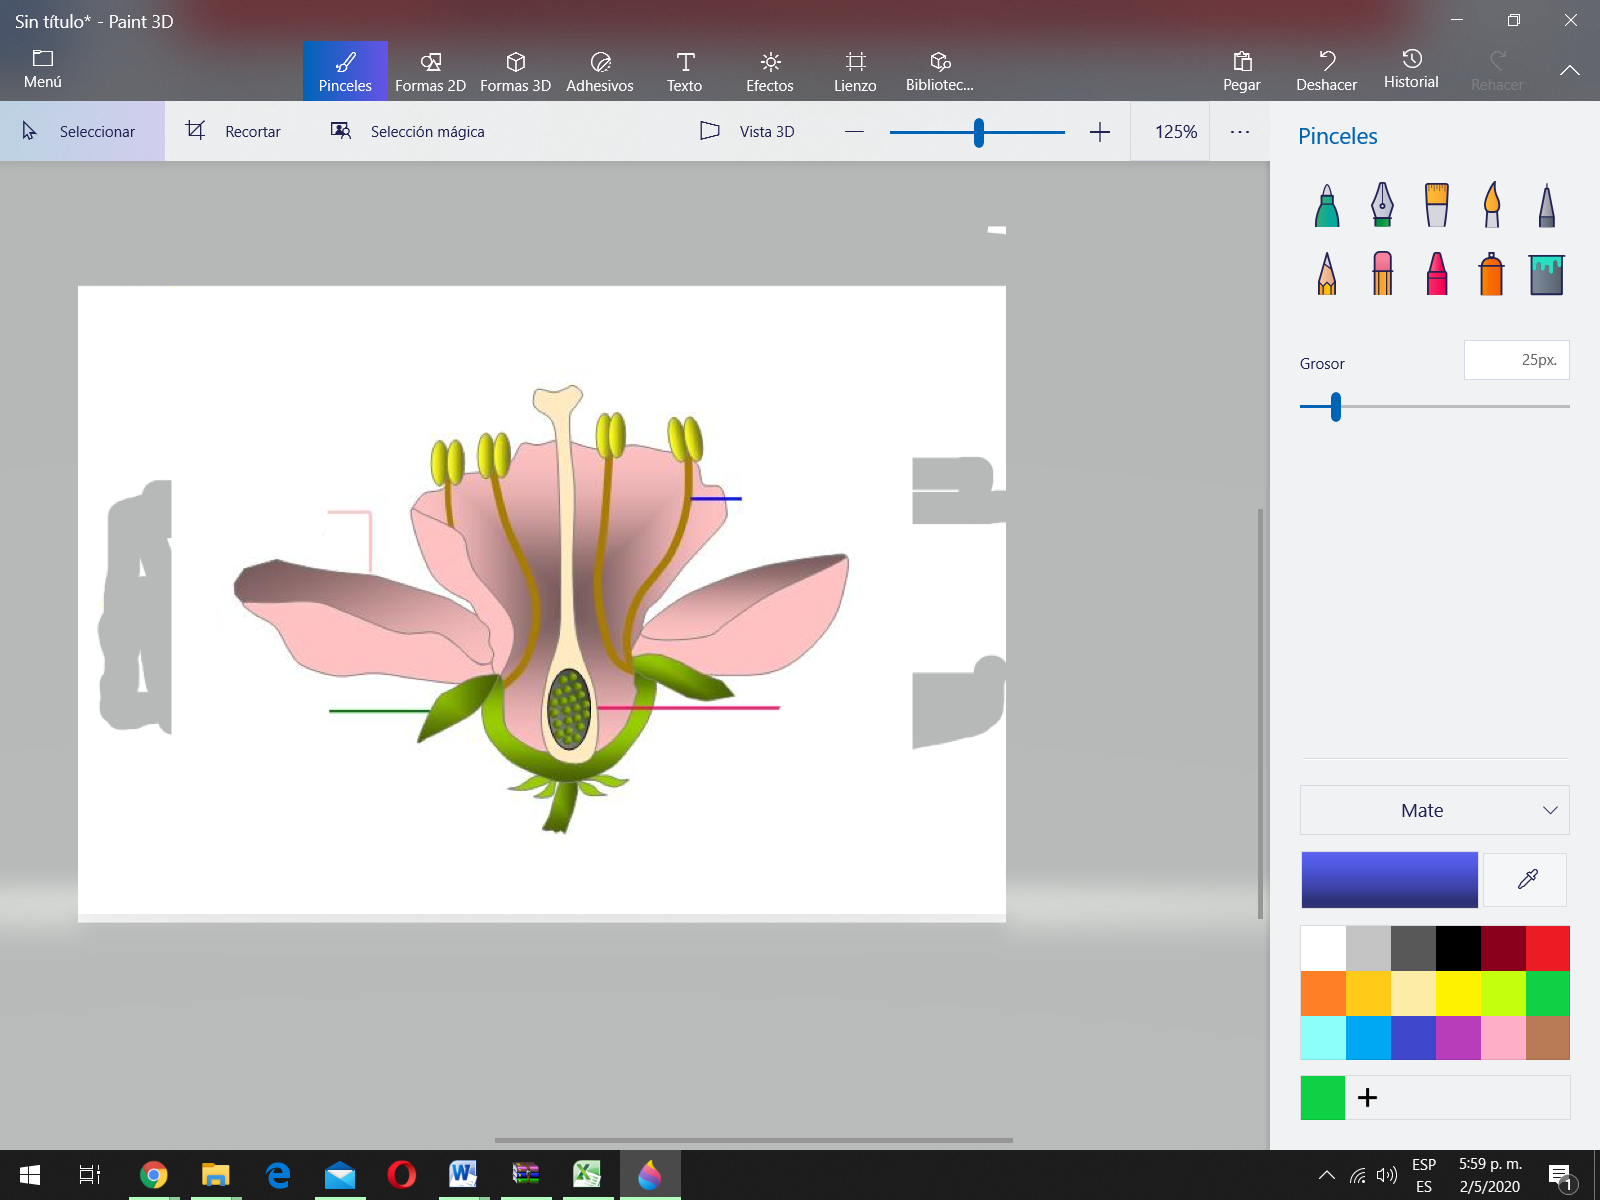 Sin título* - Paint 3D
Menú
Pinceles
Formas 2D
Formas 3D
Adhesivos
Texto
Efectos
Lienzo
Bibliotec...
Pegar
Deshacer
Historial
Rehacer
Seleccionar
Recortar
Selección mágica
Vista 3D
125%
Pinceles
Grosor
25px.
Mate
ESP
ES
5:59 p. m.
2/5/2020
1